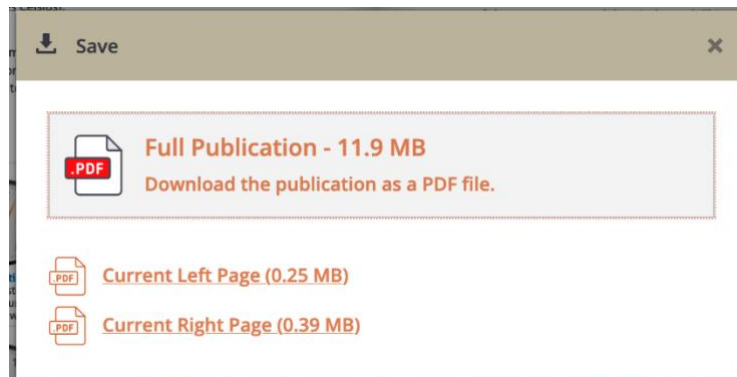 Save
Full Publication - 11.9 MB
.PDF
Download the publication as a PDF file.
.PDF
Current Left Page (0.25 MB)
.PDF
Current Right Page (0.39 MB)